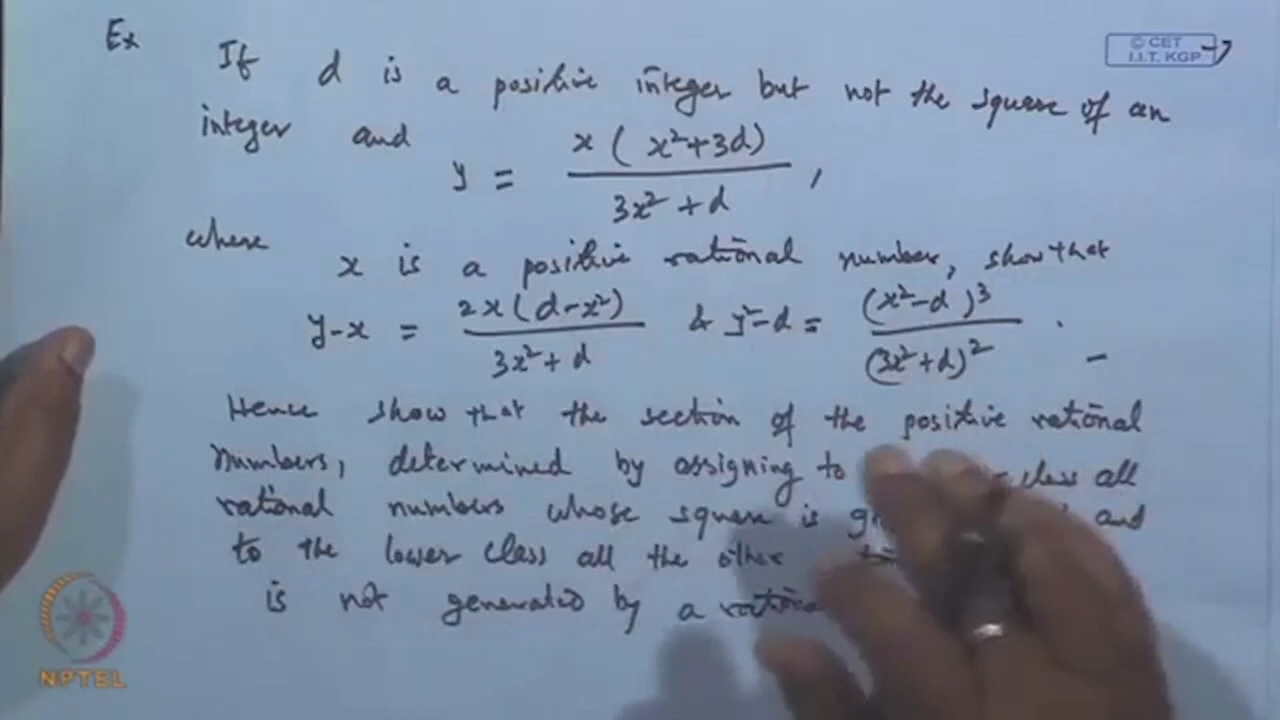 Ex
© CET
I.I.T. KGP
If d is a positive integer but not the square of an
integer and
y = x ( x²+3d) / 3x² + d ,
where
x is a positive rational number, show that
y-x = 2x(d-x²) / 3x² + d & y²-d = (x²-d)³ / (3x²+d)² .
Hence show that the section of the positive rational
numbers, determined by assigning to class all
rational numbers whose square is and
to the lower class all the other
is not generated by a
NPTEL